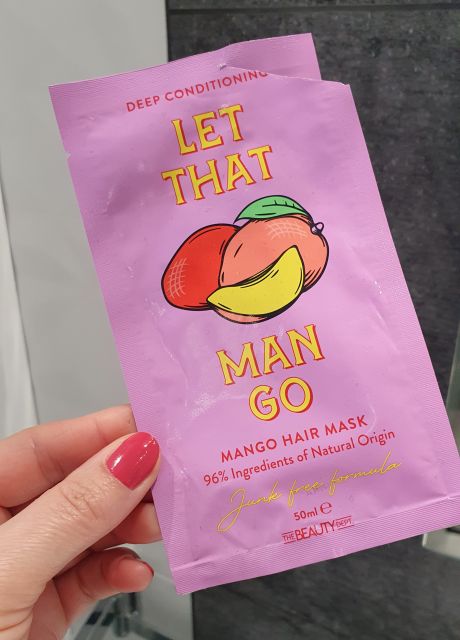 DEEP CONDITIONING
LET
THAT
MAN
GO
MANGO HAIR MASK
96% Ingredients of Natural Origin
Junk free formula
50ml ℮
THE BEAUTY DEPT.